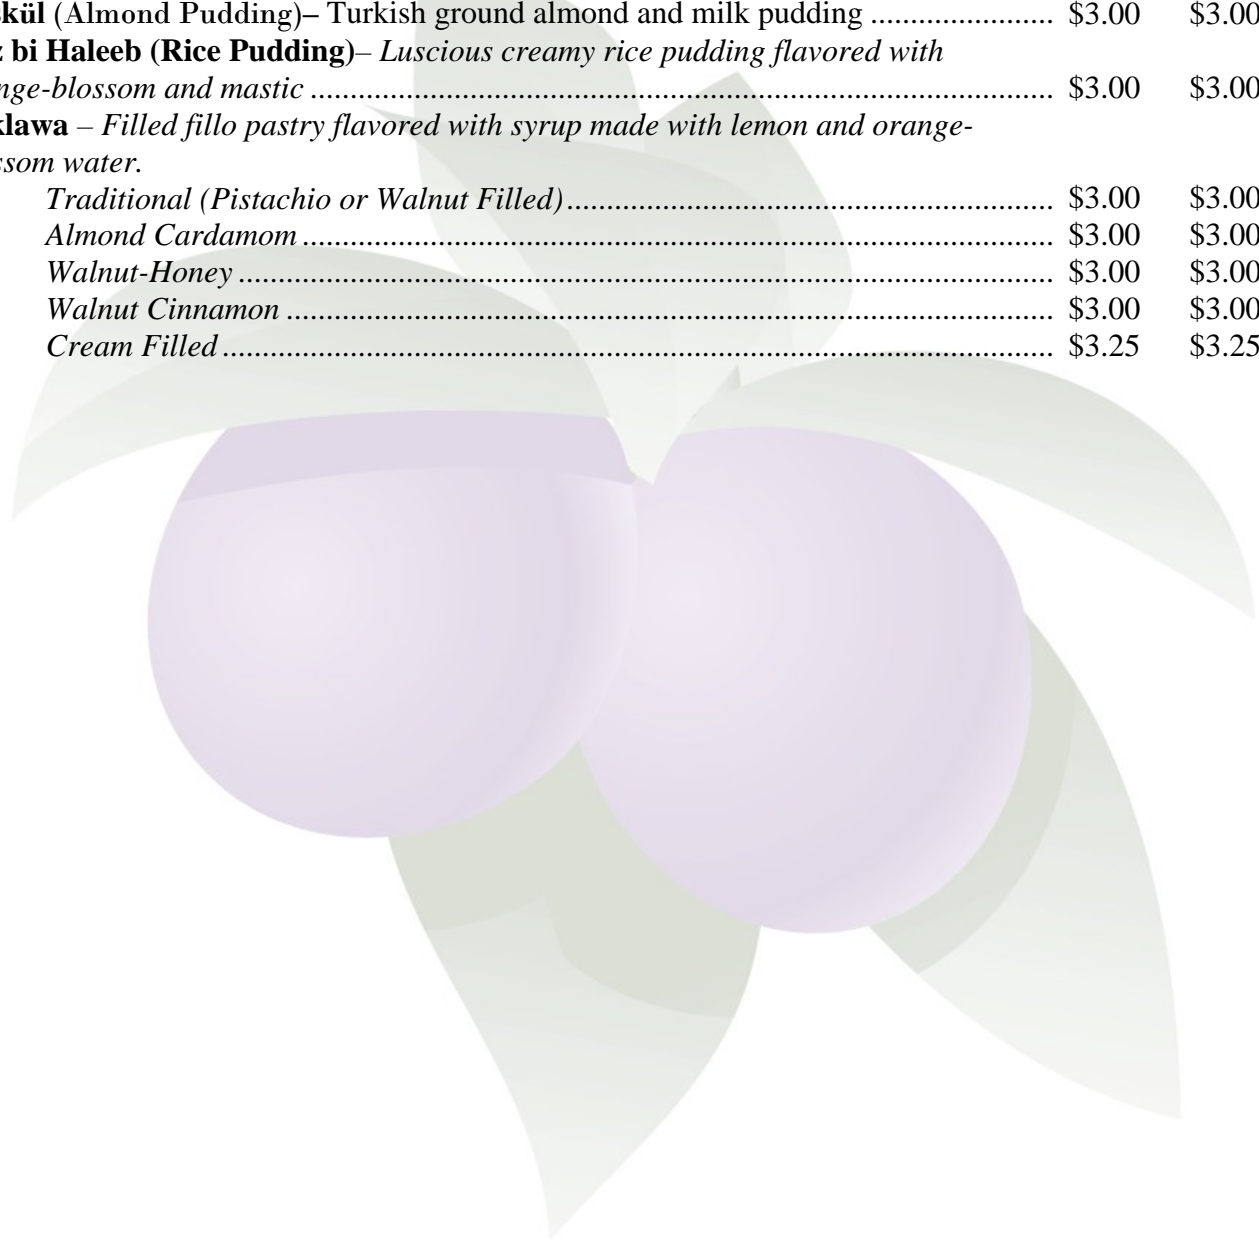 skül (Almond Pudding)– Turkish ground almond and milk pudding ....................... $3.00 $3.00
z bi Haleeb (Rice Pudding)– Luscious creamy rice pudding flavored with
nge-blossom and mastic ............................................................................................. $3.00 $3.00
klawa – Filled fillo pastry flavored with syrup made with lemon and orange-
ssom water.
Traditional (Pistachio or Walnut Filled)............................................................. $3.00 $3.00
Almond Cardamom .............................................................................................. $3.00 $3.00
Walnut-Honey ...................................................................................................... $3.00 $3.00
Walnut Cinnamon ................................................................................................ $3.00 $3.00
Cream Filled ........................................................................................................ $3.25 $3.25